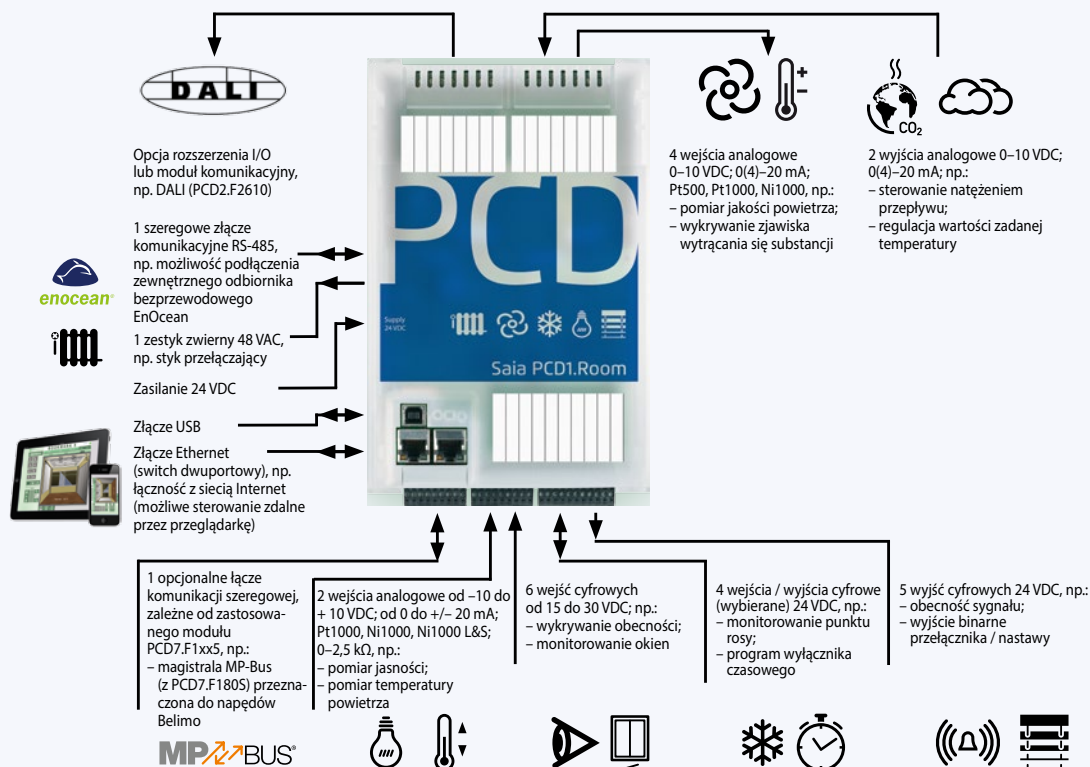 DALI
Opcja rozszerzenia I/O
lub moduł komunikacyjny,
np. DALI (PCD2.F2610)
1 szeregowe złącze
komunikacyjne RS-485,
np. możliwość podłączenia
zewnętrznego odbiornika
bezprzewodowego
EnOcean
enocean®
1 zestyk zwierny 48 VAC,
np. styk przełączający
Zasilanie 24 VDC
Złącze USB
Złącze Ethernet
(switch dwuportowy), np.
łączność z siecią Internet
(możliwe sterowanie zdalne
przez przeglądarkę)
PCD
Supply
24 VDC
Saia PCD1.Room
4 wejścia analogowe
0–10 VDC; 0(4)–20 mA;
Pt500, Pt1000, Ni1000, np.:
– pomiar jakości powietrza;
– wykrywanie zjawiska
wytrącania się substancji
CO2
2 wyjścia analogowe 0–10 VDC;
0(4)–20 mA; np.:
– sterowanie natężeniem
przepływu;
– regulacja wartości zadanej
temperatury
1 opcjonalne łącze
komunikacji szeregowej,
zależne od zastosowa-
nego modułu
PCD7.F1xx5, np.:
– magistrala MP-Bus
(z PCD7.F180S) przezna-
czona do napędów
Belimo
MP BUS®
2 wejścia analogowe od –10 do
+ 10 VDC; od 0 do +/– 20 mA;
Pt1000, Ni1000, Ni1000 L&S;
0–2,5 kΩ, np.:
– pomiar jasności;
– pomiar temperatury
powietrza
6 wejść cyfrowych
od 15 do 30 VDC; np.:
– wykrywanie obecności;
– monitorowanie okien
4 wejścia / wyjścia cyfrowe
(wybierane) 24 VDC, np.:
– monitorowanie punktu
rosy;
– program wyłącznika
czasowego
5 wyjść cyfrowych 24 VDC, np.:
– obecność sygnału;
– wyjście binarne
przełącznika / nastawy